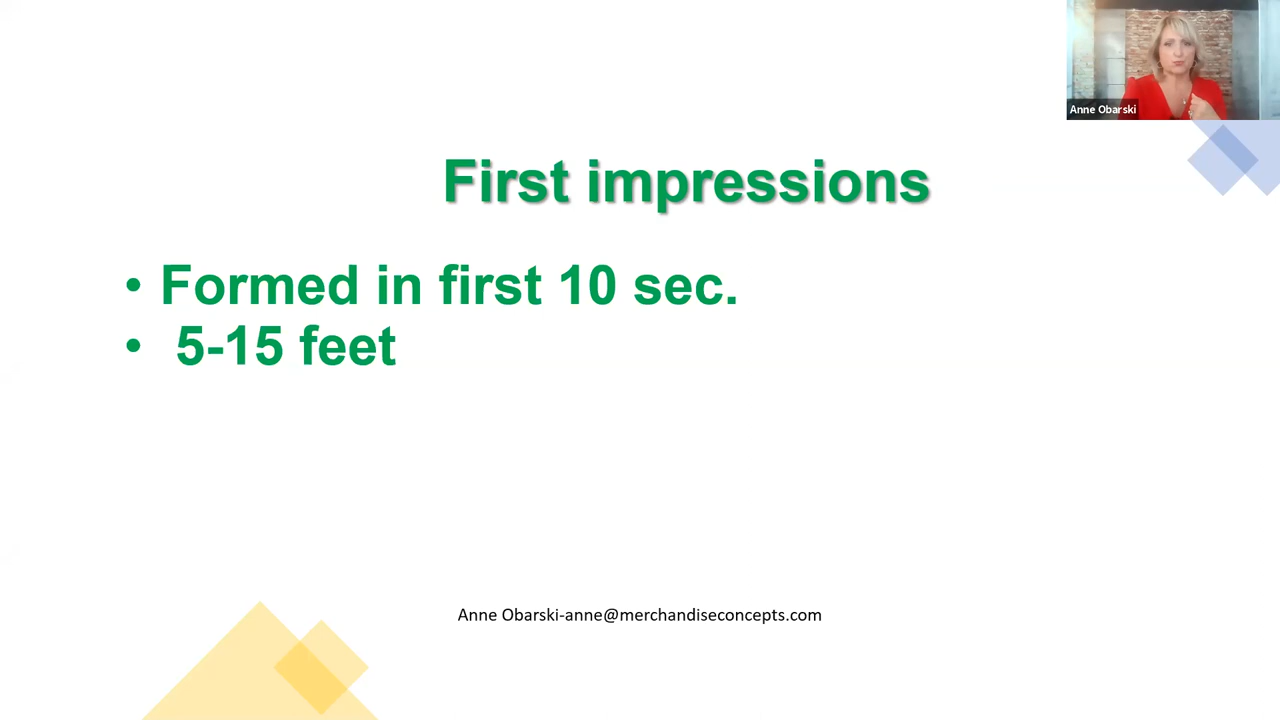 Anne Obarski
First impressions
• Formed in first 10 sec.
• 5-15 feet
Anne Obarski-anne@merchandiseconcepts.com